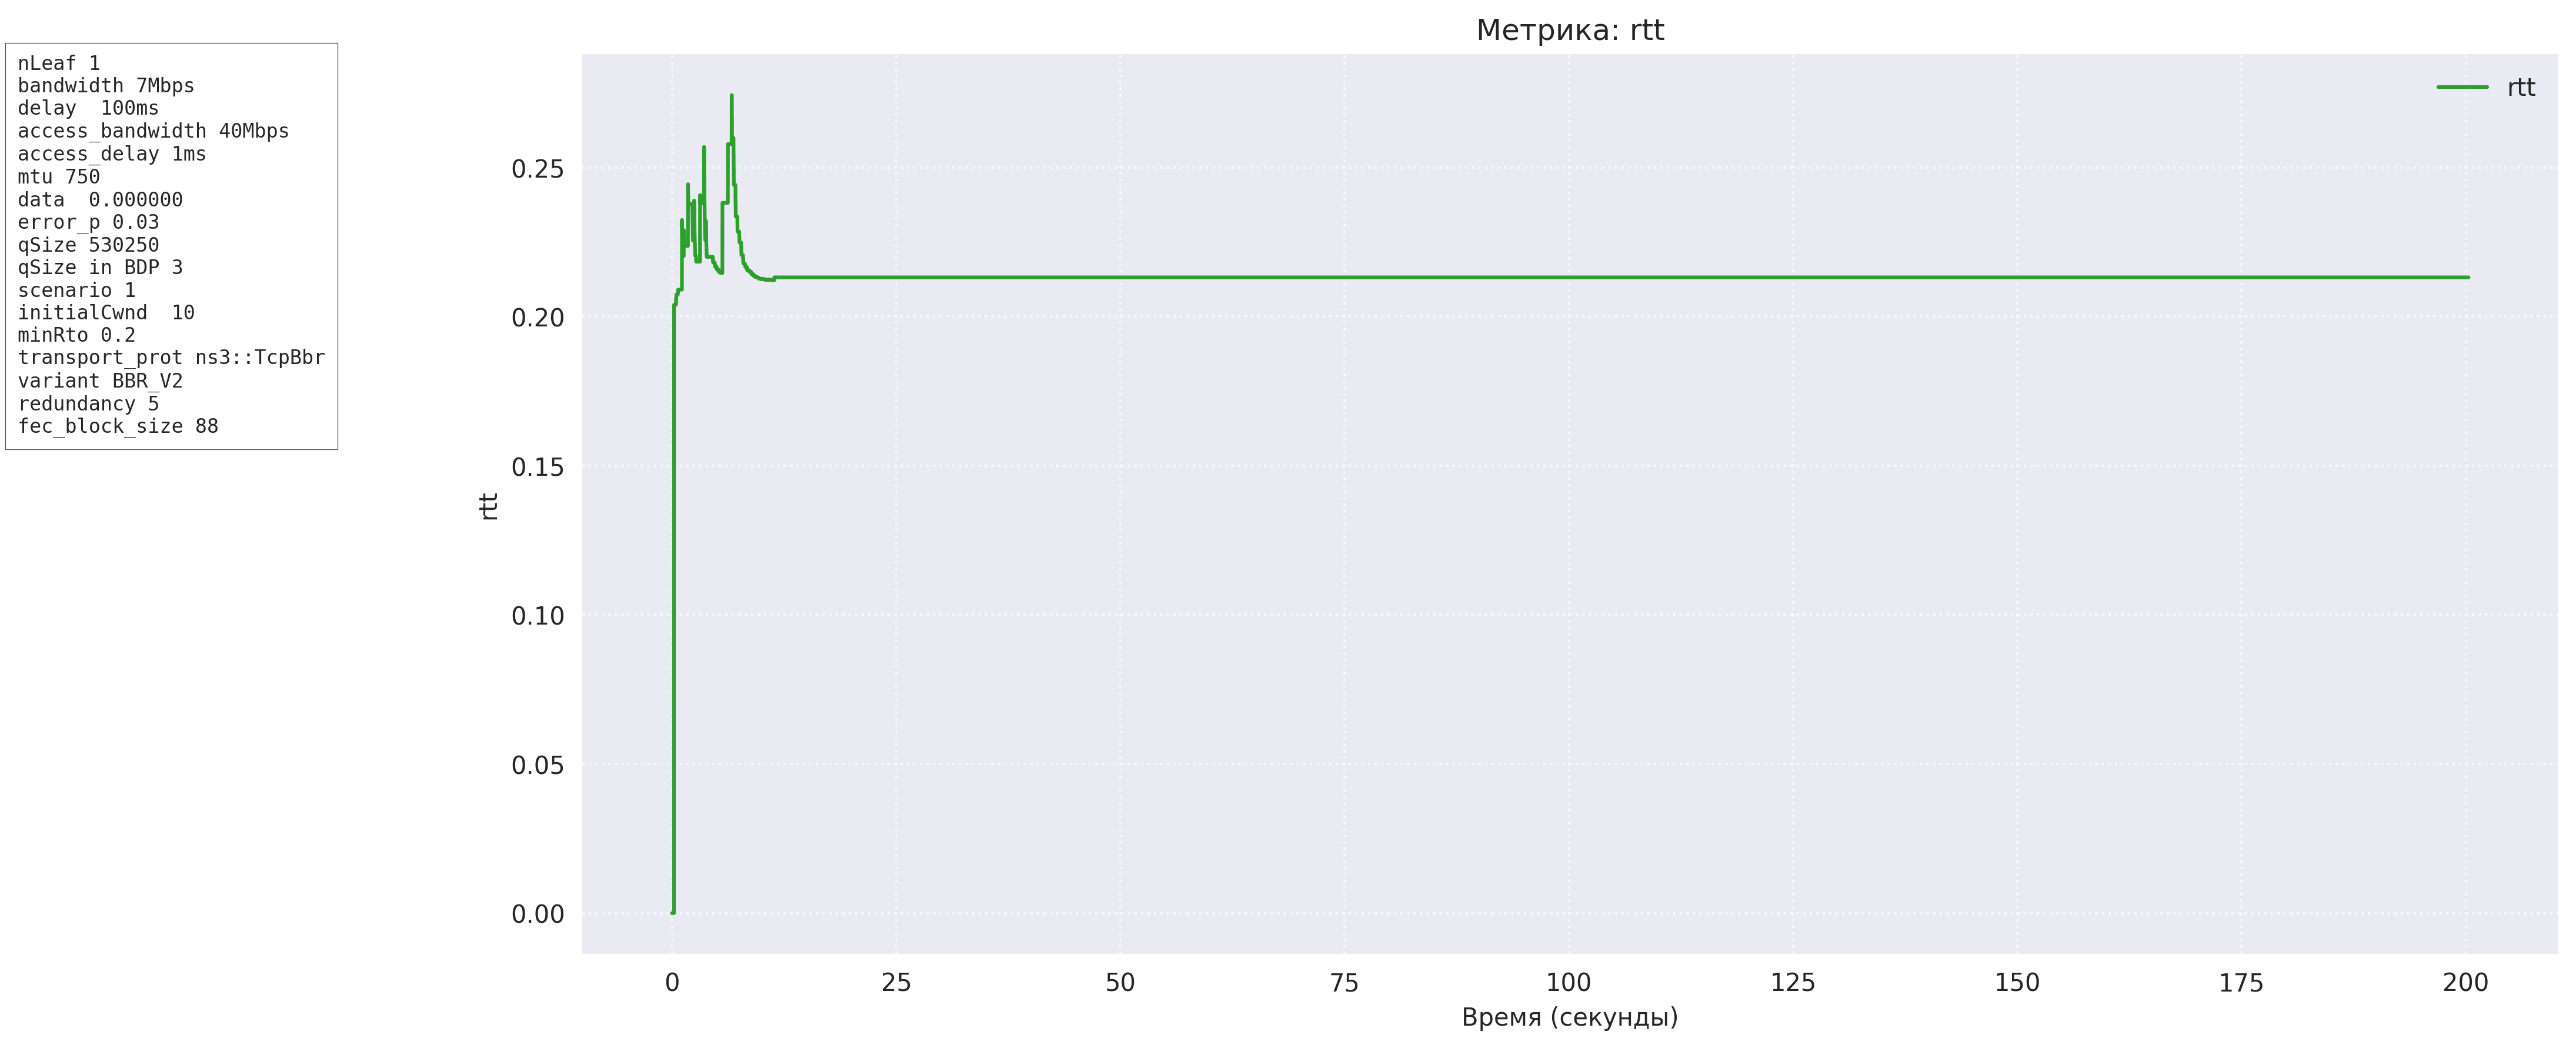 Метрика: rtt
nLeaf 1
bandwidth 7Mbps
delay  100ms
access_bandwidth 40Mbps
access_delay 1ms
mtu 750
data  0.000000
error_p 0.03
qSize 530250
qSize in BDP 3
scenario 1
initialCwnd  10
minRto 0.2
transport_prot ns3::TcpBbr
variant BBR_V2
redundancy 5
fec_block_size 88
rtt
0.25
0.20
0.15
0.10
0.05
0.00
rtt
0 25 50 75 100 125 150 175 200
Время (секунды)